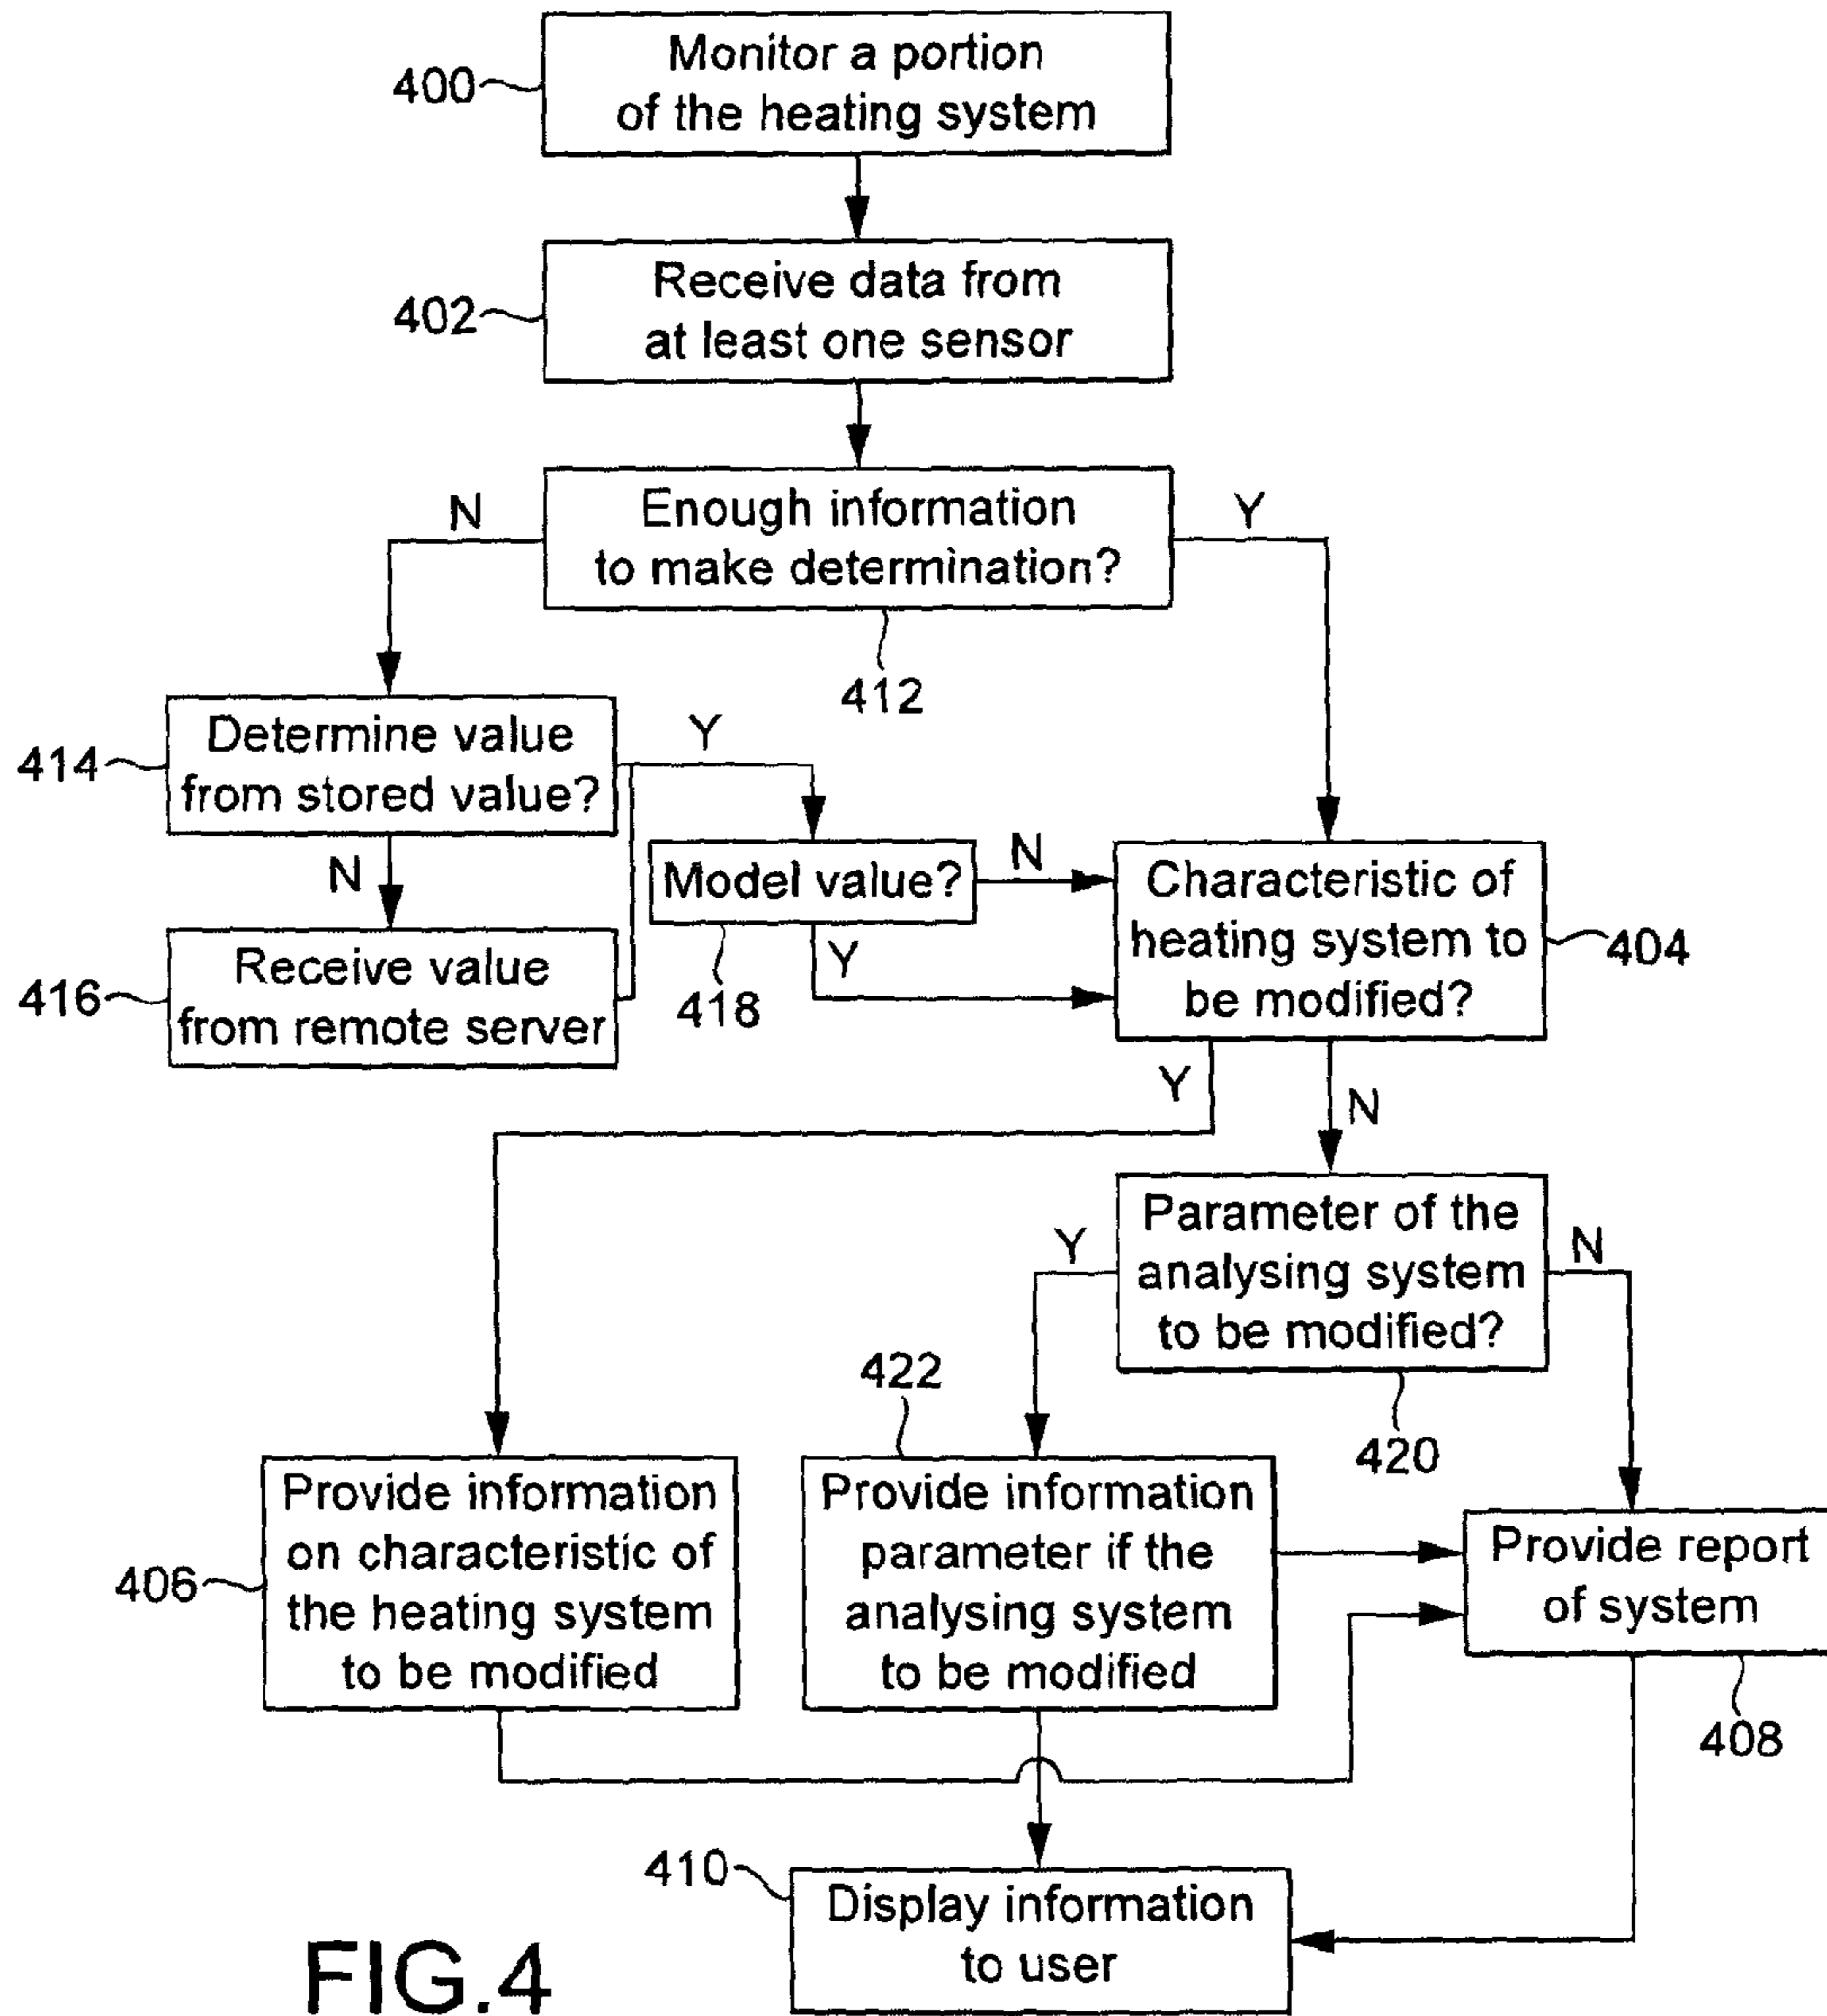 Monitor a portion
of the heating system
400
Receive data from
at least one sensor
402
Enough information
to make determination?
N
Y
412
Determine value
from stored value?
414
Y
N
Model value?
N
Y
418
Receive value
from remote server
416
Characteristic of
heating system to
be modified?
404
Y
N
Parameter of the
analysing system
to be modified?
Y
N
420
422
Provide information
on characteristic of
the heating system
to be modified
406
Provide information
parameter if the
analysing system
to be modified
Provide report
of system
408
410
Display information
to user
FIG.4